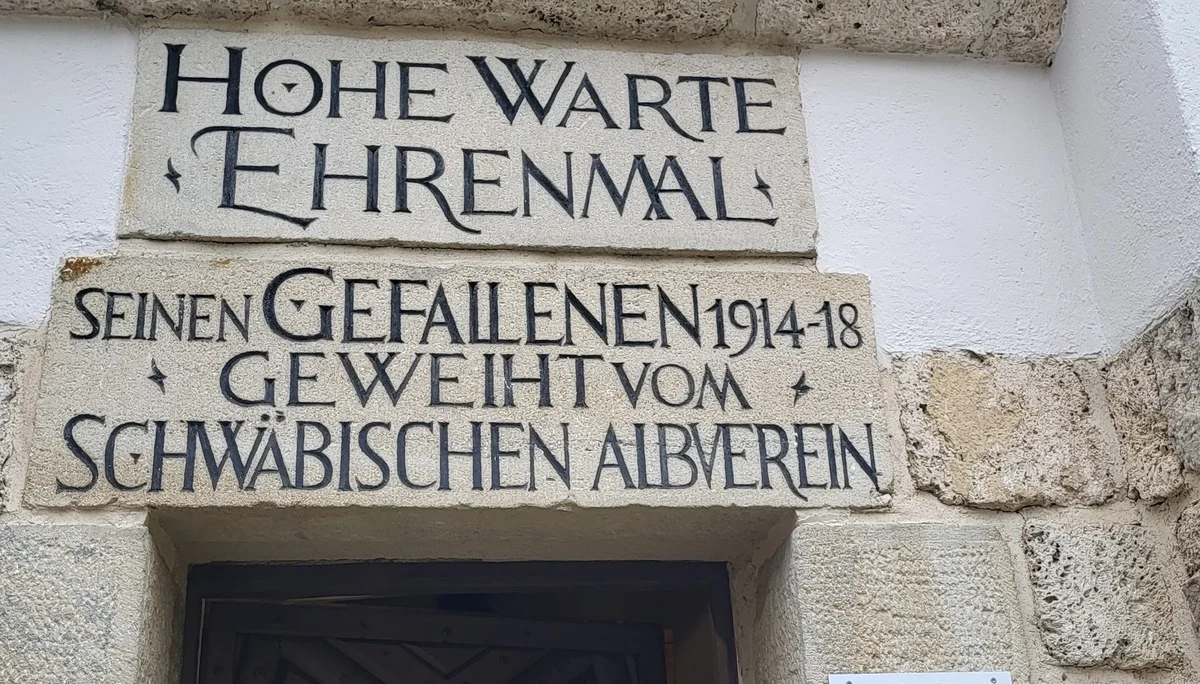 HOHE WARTE
EHRENMAL
SEINEN GEFALLENEN 1914-18
GEWEIHT VOM
SCHWÄBISCHEN ALBVEREIN